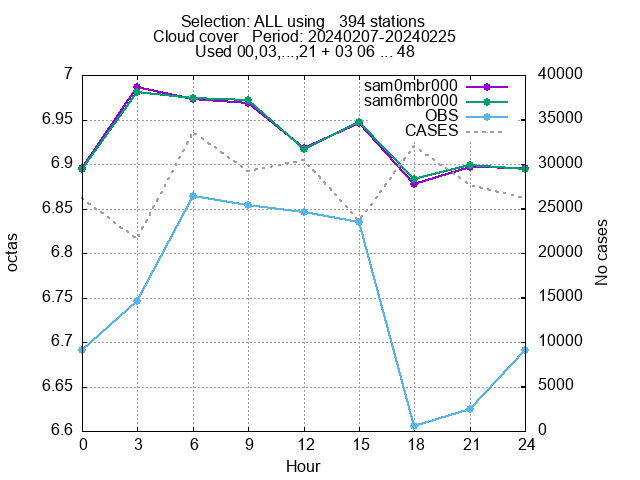 Selection: ALL using   394 stations
Cloud cover   Period: 20240207-20240225
Used 00,03,...,21 + 03 06 ... 48
sam0mbr000
sam6mbr000
OBS
CASES
7
6.95
6.9
6.85
6.8
6.75
6.7
6.65
6.6
octas
40000
35000
30000
25000
20000
15000
10000
5000
0
No cases
0 3 6 9 12 15 18 21 24
Hour